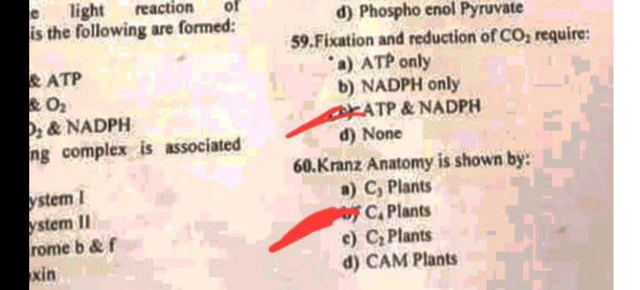 e light reaction of
is the following are formed:
& ATP
& O₂
O₂ & NADPH
ng complex is associated
ystem I
ystem II
rome b & f
xin
d) Phospho enol Pyruvate
59.Fixation and reduction of CO₂ require:
a) ATP only
b) NADPH only
c) ATP & NADPH
d) None
60.Kranz Anatomy is shown by:
a) C₃ Plants
b) C₄ Plants
c) C₂ Plants
d) CAM Plants